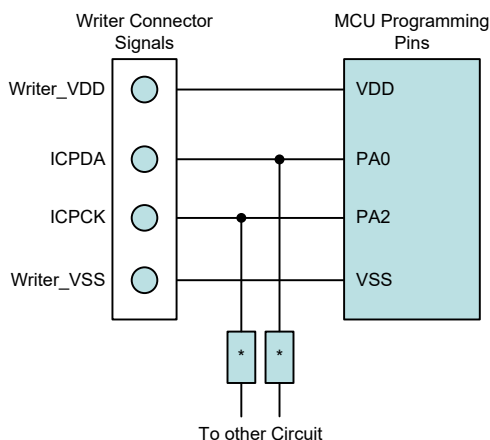 Writer Connector
Signals
MCU Programming
Pins
Writer_VDD
VDD
ICPDA
PA0
ICPCK
PA2
Writer_VSS
VSS
*
*
To other Circuit